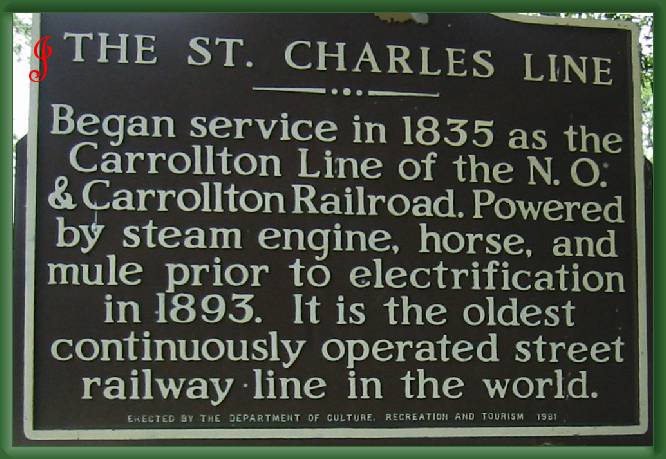 THE ST. CHARLES LINE
Began service in 1835 as the
Carrollton Line of the N. O.
& Carrollton Railroad. Powered
by steam engine, horse, and
mule prior to electrification
in 1893. It is the oldest
continuously operated street
railway line in the world.
ERECTED BY THE DEPARTMENT OF CULTURE, RECREATION AND TOURISM 1981